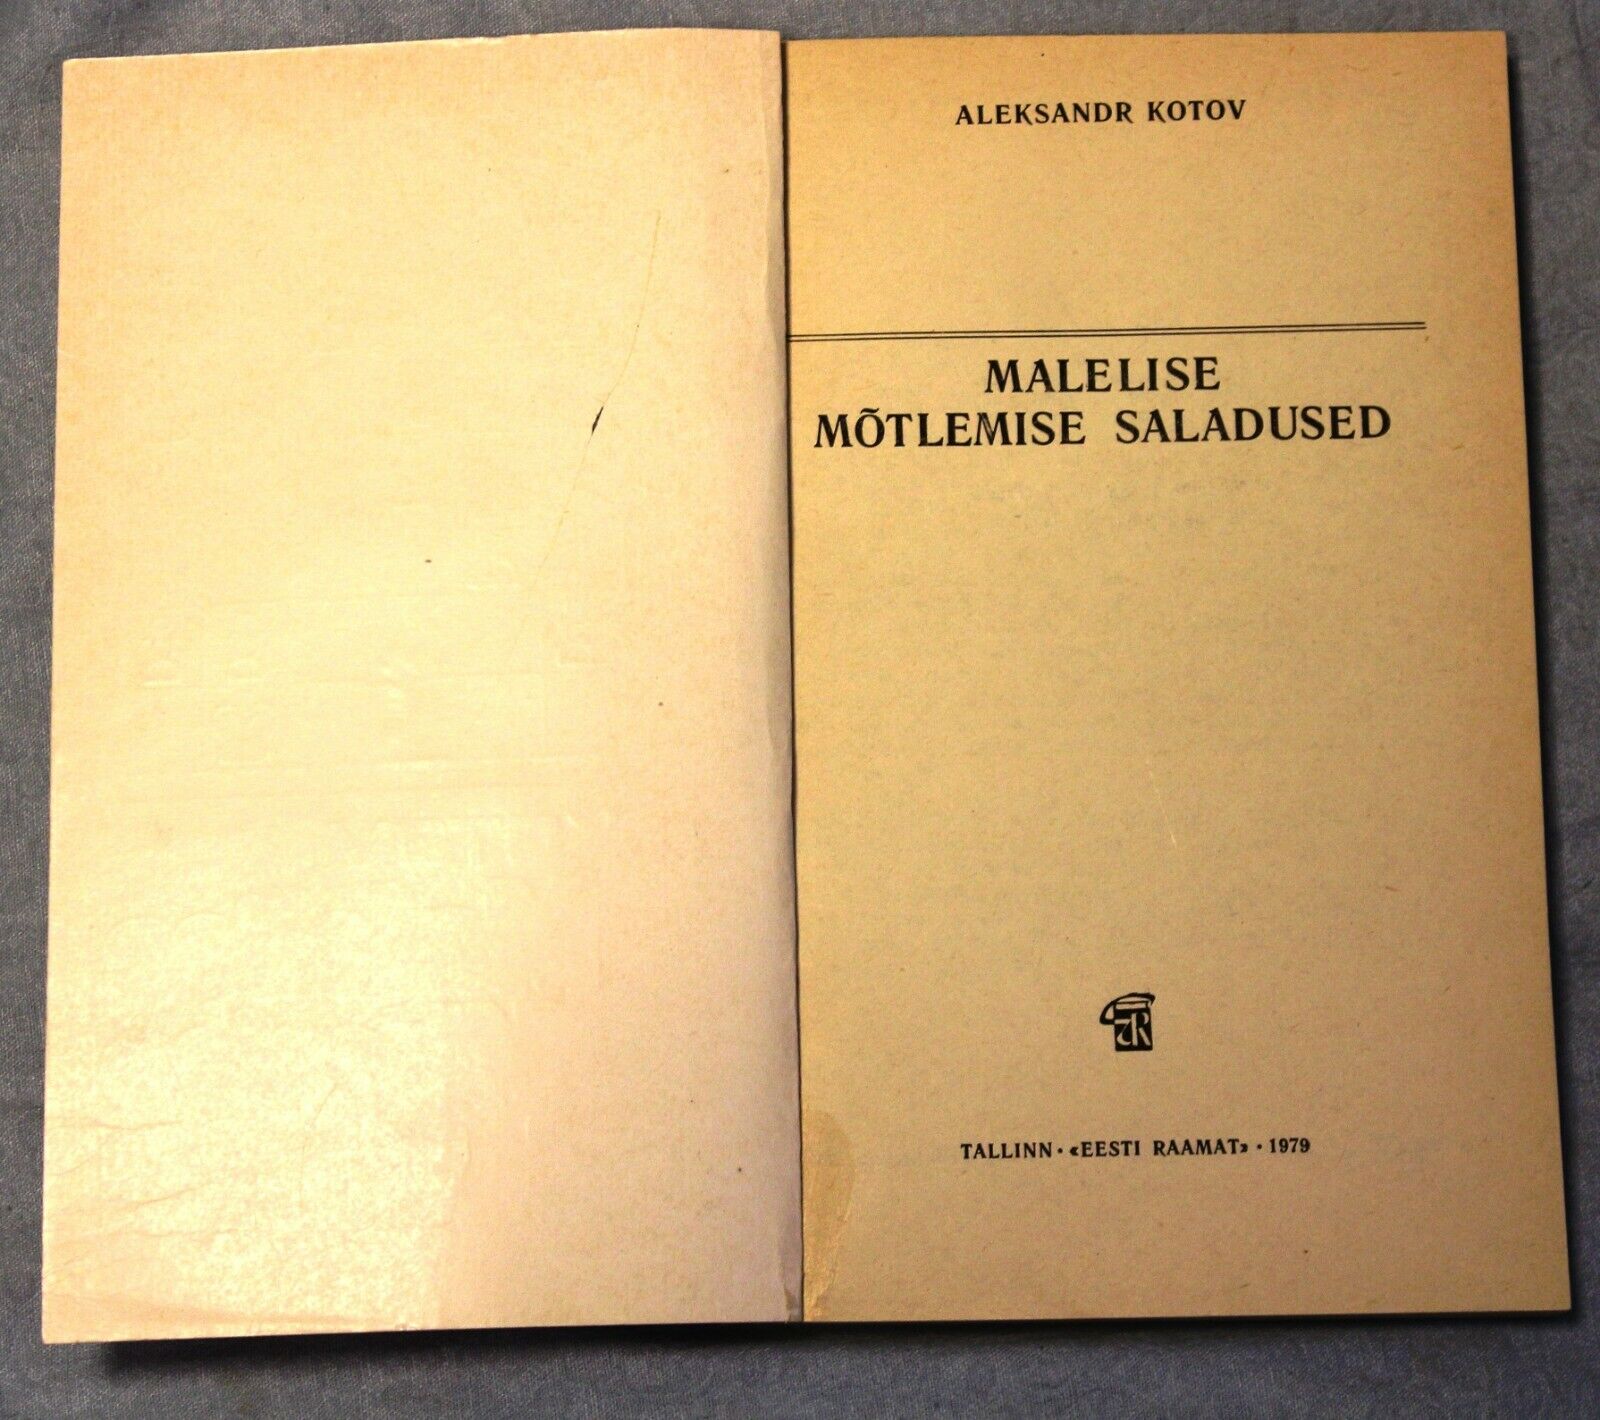 ALEKSANDR KOTOV
MALELISE
MÕTLEMISE SALADUSED
TALLINN · «EESTI RAAMAT» · 1979